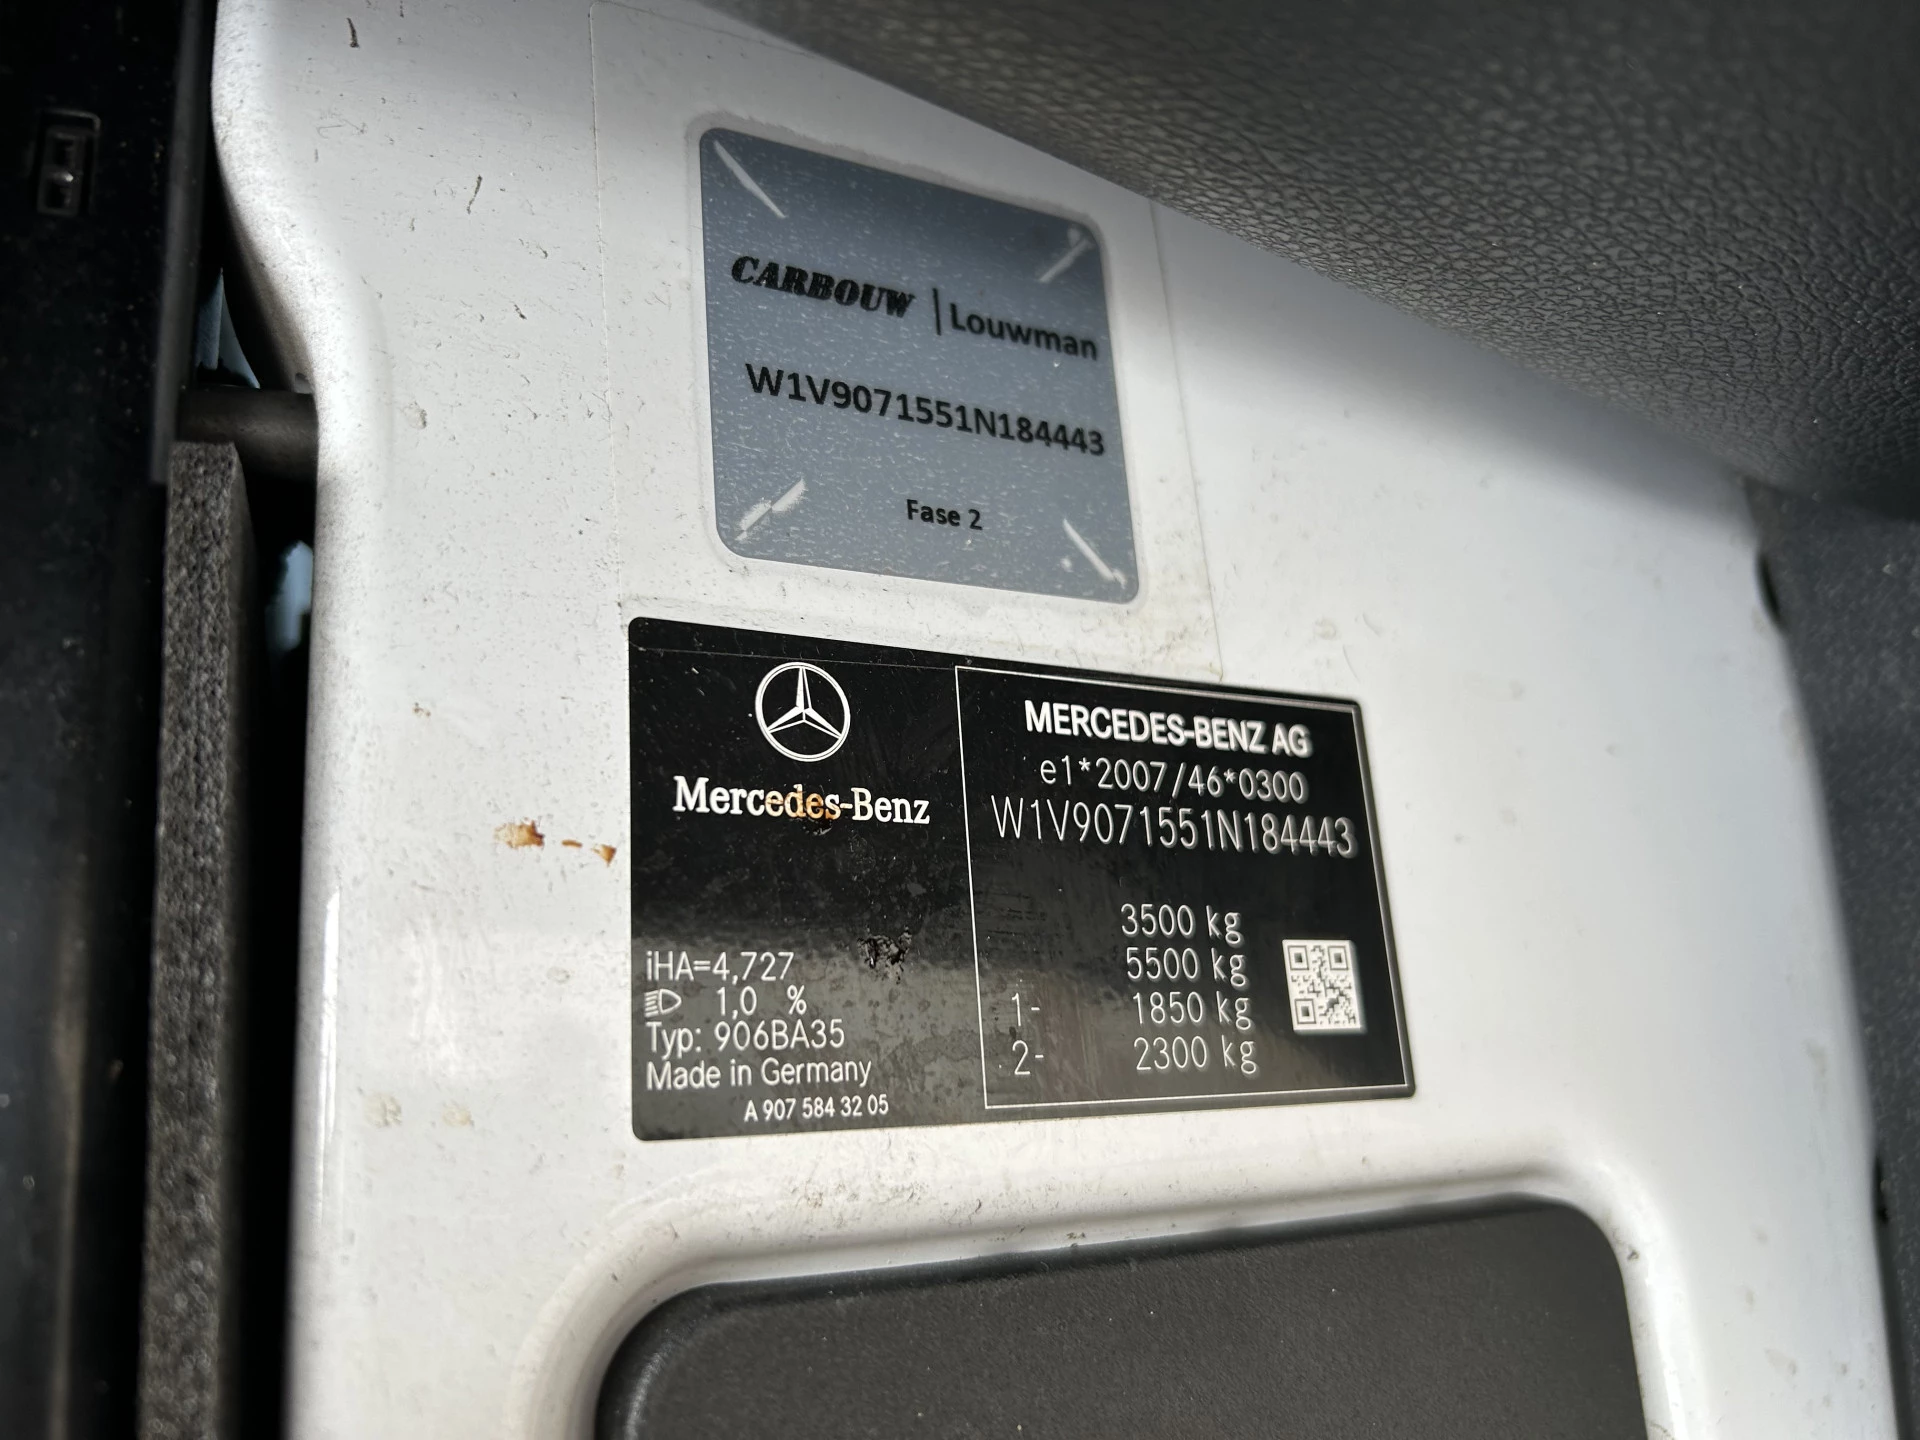 CARBOUW | Louwman
W1V9071551N184443
Fase 2
Mercedes-Benz
iHA=4,727
1,0 %
Typ: 906BA35
Made in Germany
A 907 584 32 05
MERCEDES-BENZ AG
e1*2007/46*0300
W1V9071551N184443
3500 kg
5500 kg
1- 1850 kg
2- 2300 kg